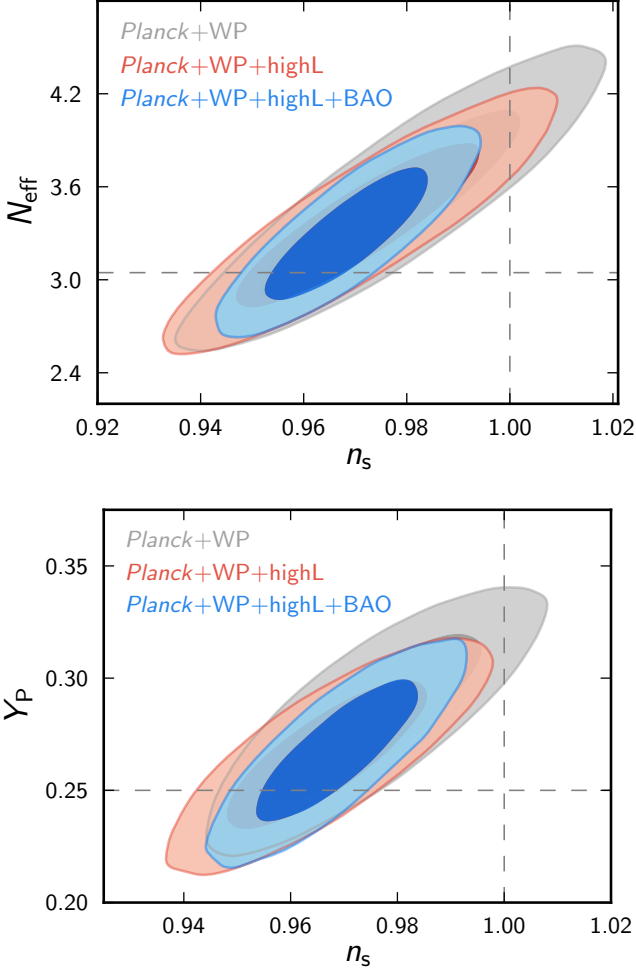 Planck+WP
Planck+WP+highL
Planck+WP+highL+BAO
4.2
3.6
3.0
2.4
N_eff
0.92 0.94 0.96 0.98 1.00 1.02
n_s
Planck+WP
Planck+WP+highL
Planck+WP+highL+BAO
0.35
0.30
0.25
0.20
Y_P
0.94 0.96 0.98 1.00 1.02
n_s